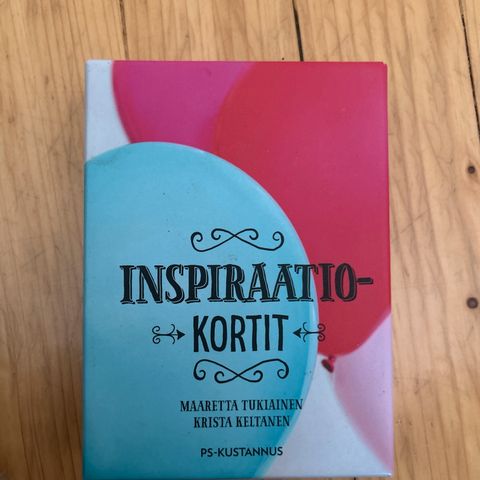 INSPIRAATIO-
KORTIT
MAARETTA TUKIAINEN
KRISTA KELTANEN
PS-KUSTANNUS